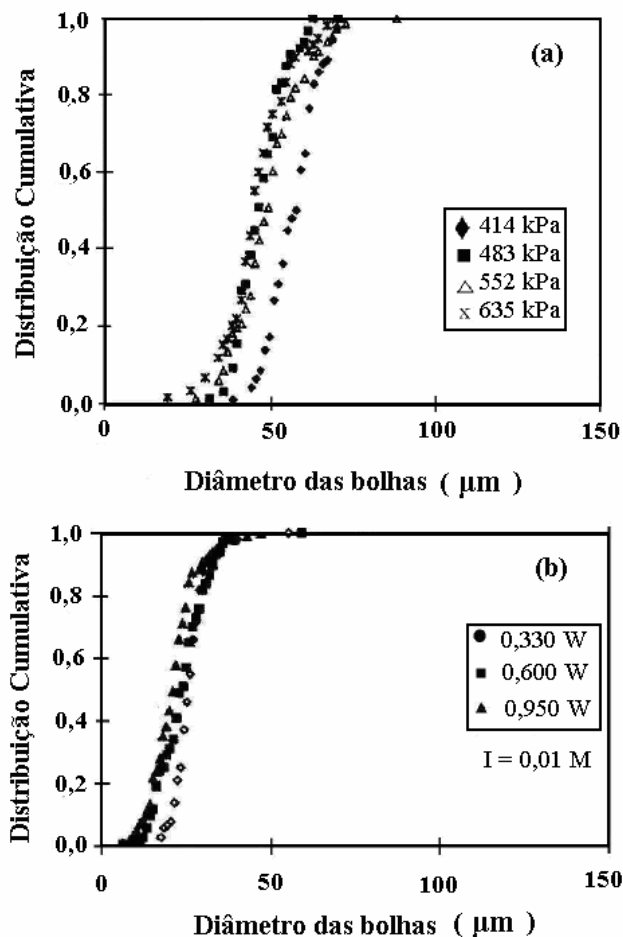 1,0
0,8
0,6
0,4
0,2
0,0
Distribuição Cumulativa
(a)
414 kPa
483 kPa
552 kPa
635 kPa
0
50
100
150
Diâmetro das bolhas ( µm )
1,0
0,8
0,6
0,4
0,2
0,0
Distribuição Cumulativa
(b)
0,330 W
0,600 W
0,950 W
I = 0,01 M
0
50
100
150
Diâmetro das bolhas ( µm )